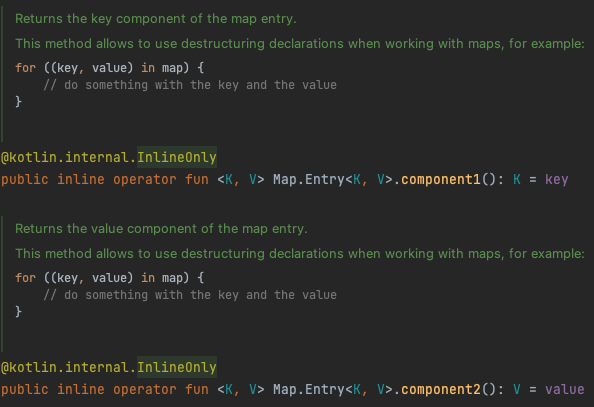 Returns the key component of the map entry.
This method allows to use destructuring declarations when working with maps, for example:
for ((key, value) in map) {
    // do something with the key and the value
}
@kotlin.internal.InlineOnly
public inline operator fun <K, V> Map.Entry<K, V>.component1(): K = key
Returns the value component of the map entry.
This method allows to use destructuring declarations when working with maps, for example:
for ((key, value) in map) {
    // do something with the key and the value
}
@kotlin.internal.InlineOnly
public inline operator fun <K, V> Map.Entry<K, V>.component2(): V = value